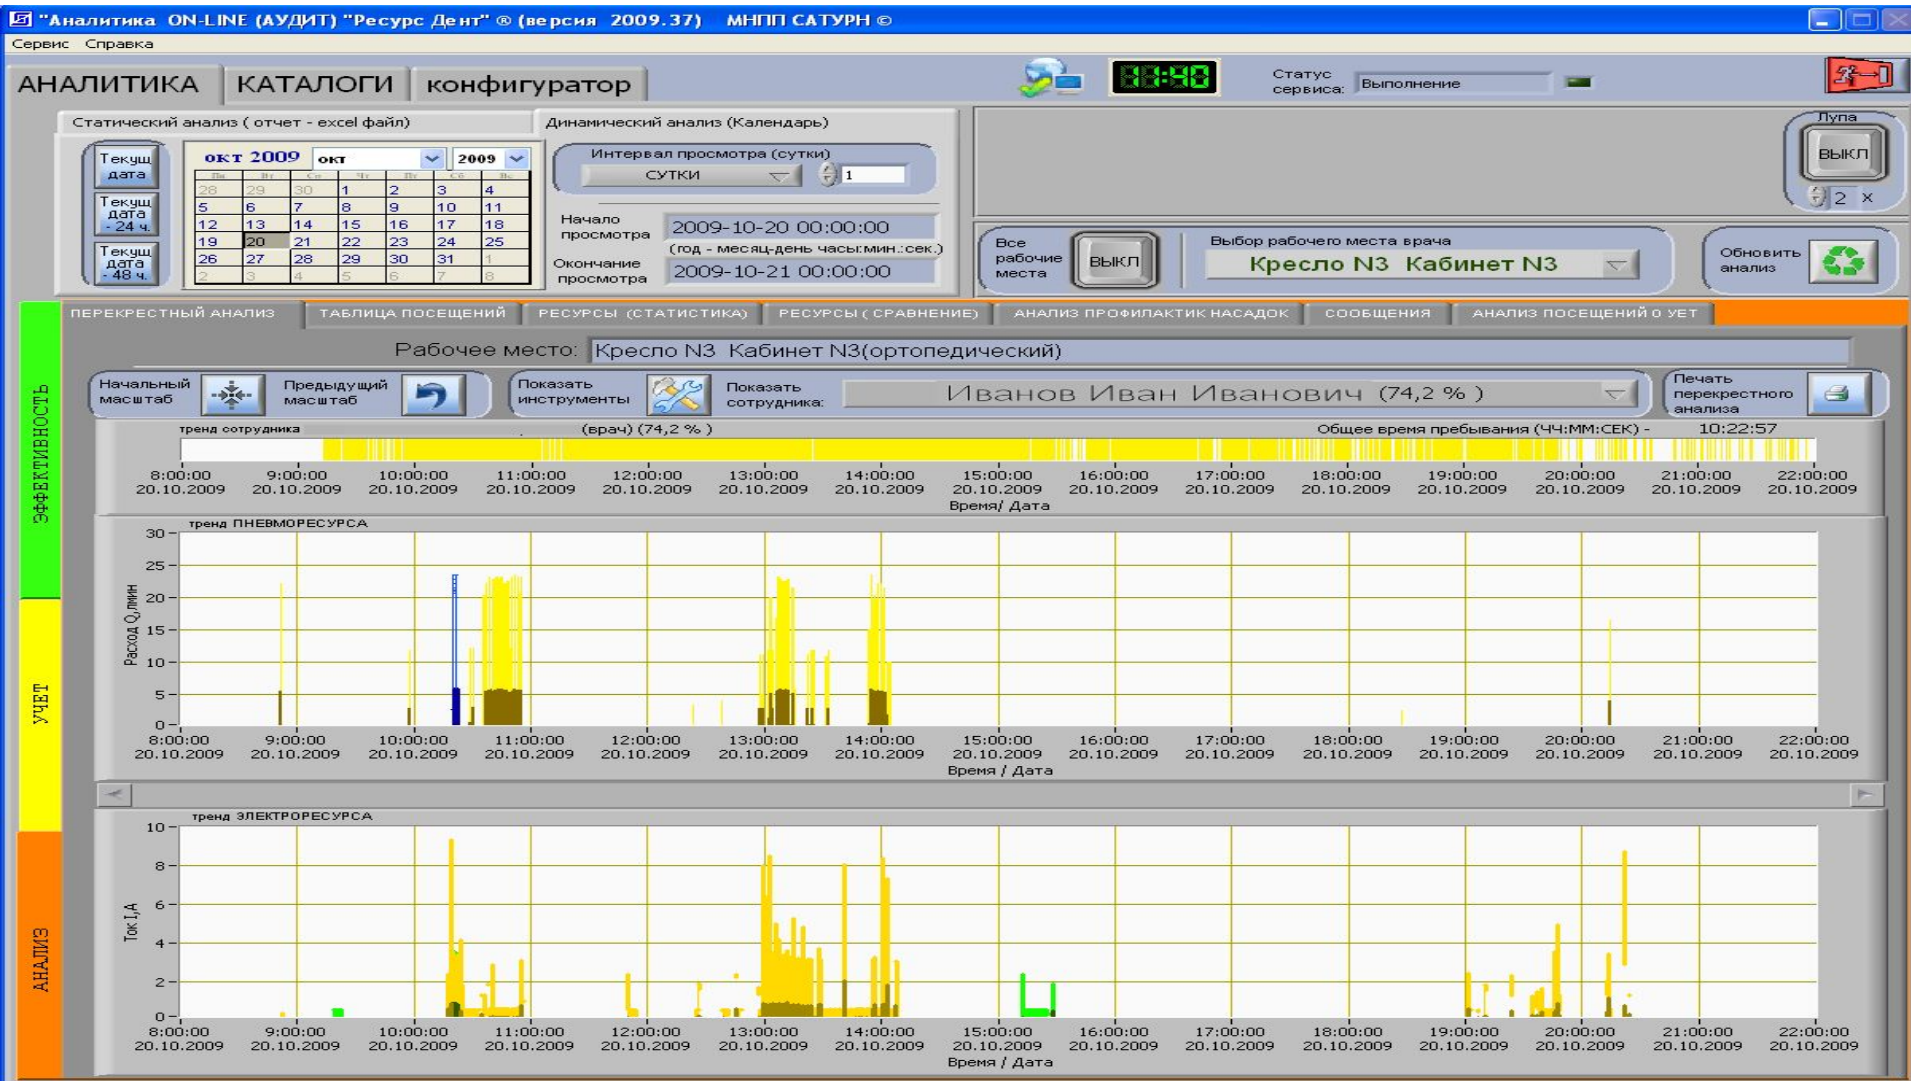 "Аналитика ON-LINE (АУДИТ) "Ресурс Дент" ® (версия 2009.37) МНПП САТУРН ©
Сервис Справка
АНАЛИТИКА КАТАЛОГИ конфигуратор
11:40
Статус сервиса: Выполнение
Статический анализ ( отчет - excel файл) Динамический анализ (Календарь)
Лупа
ВЫКЛ
2 x
Текущ дата
Текущ дата - 24 ч.
Текущ дата - 48 ч.
окт 2009 окт 2009
Пн Вт Ср Чт Пт Сб Вс
28 29 30 1 2 3 4
5 6 7 8 9 10 11
12 13 14 15 16 17 18
19 20 21 22 23 24 25
26 27 28 29 30 31 1
2 3 4 5 6 7 8
Интервал просмотра (сутки)
СУТКИ 1
Начало просмотра 2009-10-20 00:00:00
(год - месяц-день часы:мин.:сек.)
Окончание просмотра 2009-10-21 00:00:00
Все рабочие места ВЫКЛ
Выбор рабочего места врача
Кресло N3 Кабинет N3
Обновить анализ
ЭФФЕКТИВНОСТЬ
УЧЕТ
АНАЛИЗ
ПЕРЕКРЕСТНЫЙ АНАЛИЗ ТАБЛИЦА ПОСЕЩЕНИЙ РЕСУРСЫ (СТАТИСТИКА) РЕСУРСЫ ( СРАВНЕНИЕ) АНАЛИЗ ПРОФИЛАКТИК НАСАДОК СООБЩЕНИЯ АНАЛИЗ ПОСЕЩЕНИЙ 0 УЕТ
Рабочее место: Кресло N3 Кабинет N3(ортопедический)
Начальный масштаб
Предыдущий масштаб
Показать инструменты
Показать сотрудника:
Иванов Иван Иванович (74,2 % )
Печать перекрестного анализа
тренд сотрудника . (врач) (74,2 % ) Общее время пребывания (ЧЧ:ММ:СЕК) - 10:22:57
8:00:00 9:00:00 10:00:00 11:00:00 12:00:00 13:00:00 14:00:00 15:00:00 16:00:00 17:00:00 18:00:00 19:00:00 20:00:00 21:00:00 22:00:00
20.10.2009 20.10.2009 20.10.2009 20.10.2009 20.10.2009 20.10.2009 20.10.2009 20.10.2009 20.10.2009 20.10.2009 20.10.2009 20.10.2009 20.10.2009 20.10.2009 20.10.2009
Время/ Дата
тренд ПНЕВМОРЕСУРСА
Расход Q,лмин
30
25
20
15
10
5
0
8:00:00 9:00:00 10:00:00 11:00:00 12:00:00 13:00:00 14:00:00 15:00:00 16:00:00 17:00:00 18:00:00 19:00:00 20:00:00 21:00:00 22:00:00
20.10.2009 20.10.2009 20.10.2009 20.10.2009 20.10.2009 20.10.2009 20.10.2009 20.10.2009 20.10.2009 20.10.2009 20.10.2009 20.10.2009 20.10.2009 20.10.2009 20.10.2009
Время / Дата
тренд ЭЛЕКТРОРЕСУРСА
Ток I,А
10
8
6
4
2
0
8:00:00 9:00:00 10:00:00 11:00:00 12:00:00 13:00:00 14:00:00 15:00:00 16:00:00 17:00:00 18:00:00 19:00:00 20:00:00 21:00:00 22:00:00
20.10.2009 20.10.2009 20.10.2009 20.10.2009 20.10.2009 20.10.2009 20.10.2009 20.10.2009 20.10.2009 20.10.2009 20.10.2009 20.10.2009 20.10.2009 20.10.2009 20.10.2009
Время / Дата